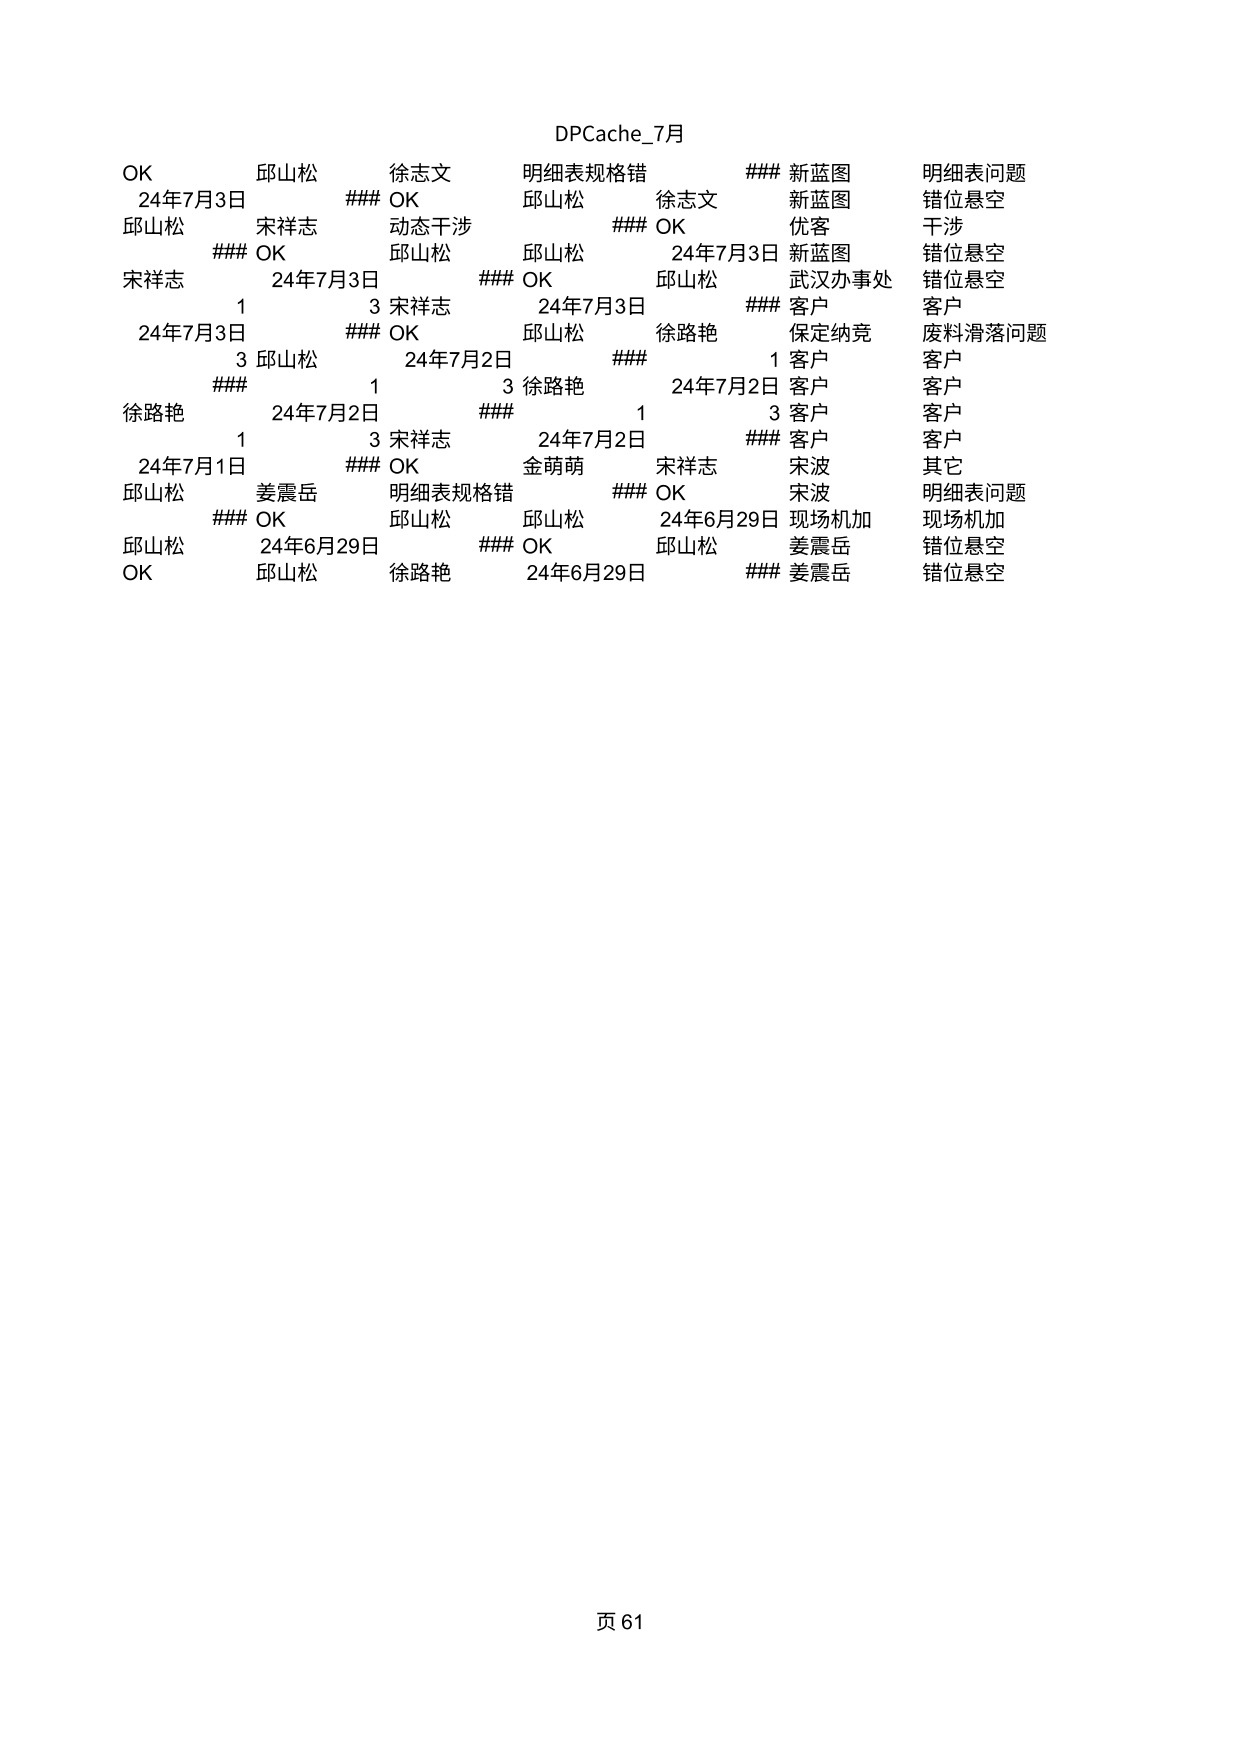 DPCache_7月
OK 邱山松 徐志文 明细表规格错 ### 新蓝图 明细表问题
24年7月3日 ### OK 邱山松 徐志文 新蓝图 错位悬空
邱山松 宋祥志 动态干涉 ### OK 优客 干涉
### OK 邱山松 邱山松 24年7月3日 新蓝图 错位悬空
宋祥志 24年7月3日 ### OK 邱山松 武汉办事处 错位悬空
1 3 宋祥志 24年7月3日 ### 客户 客户
24年7月3日 ### OK 邱山松 徐路艳 保定纳竞 废料滑落问题
3 邱山松 24年7月2日 ### 1 客户 客户
### 1 3 徐路艳 24年7月2日 客户 客户
徐路艳 24年7月2日 ### 1 3 客户 客户
1 3 宋祥志 24年7月2日 ### 客户 客户
24年7月1日 ### OK 金萌萌 宋祥志 宋波 其它
邱山松 姜震岳 明细表规格错 ### OK 宋波 明细表问题
### OK 邱山松 邱山松 24年6月29日 现场机加 现场机加
邱山松 24年6月29日 ### OK 邱山松 姜震岳 错位悬空
OK 邱山松 徐路艳 24年6月29日 ### 姜震岳 错位悬空
页 61